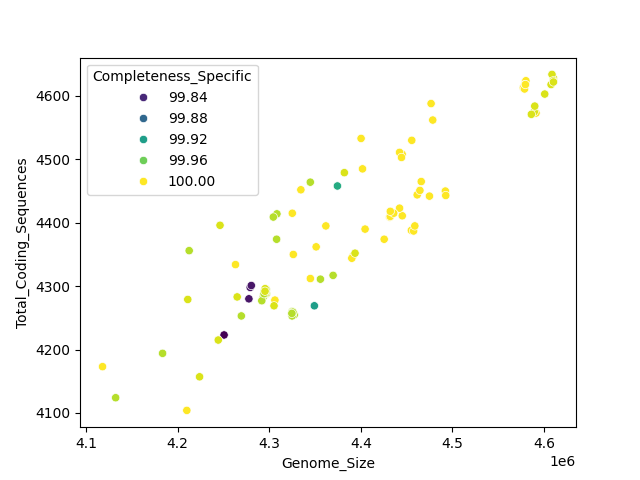 Completeness_Specific
99.84
99.88
99.92
99.96
100.00
Total_Coding_Sequences
4600
4500
4400
4300
4200
4100
4.1 4.2 4.3 4.4 4.5 4.6
1e6
Genome_Size